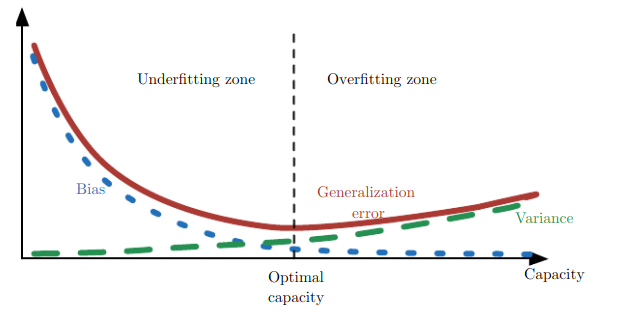 Underfitting zone
Overfitting zone
Bias
Generalization
error
Variance
Optimal
capacity
Capacity